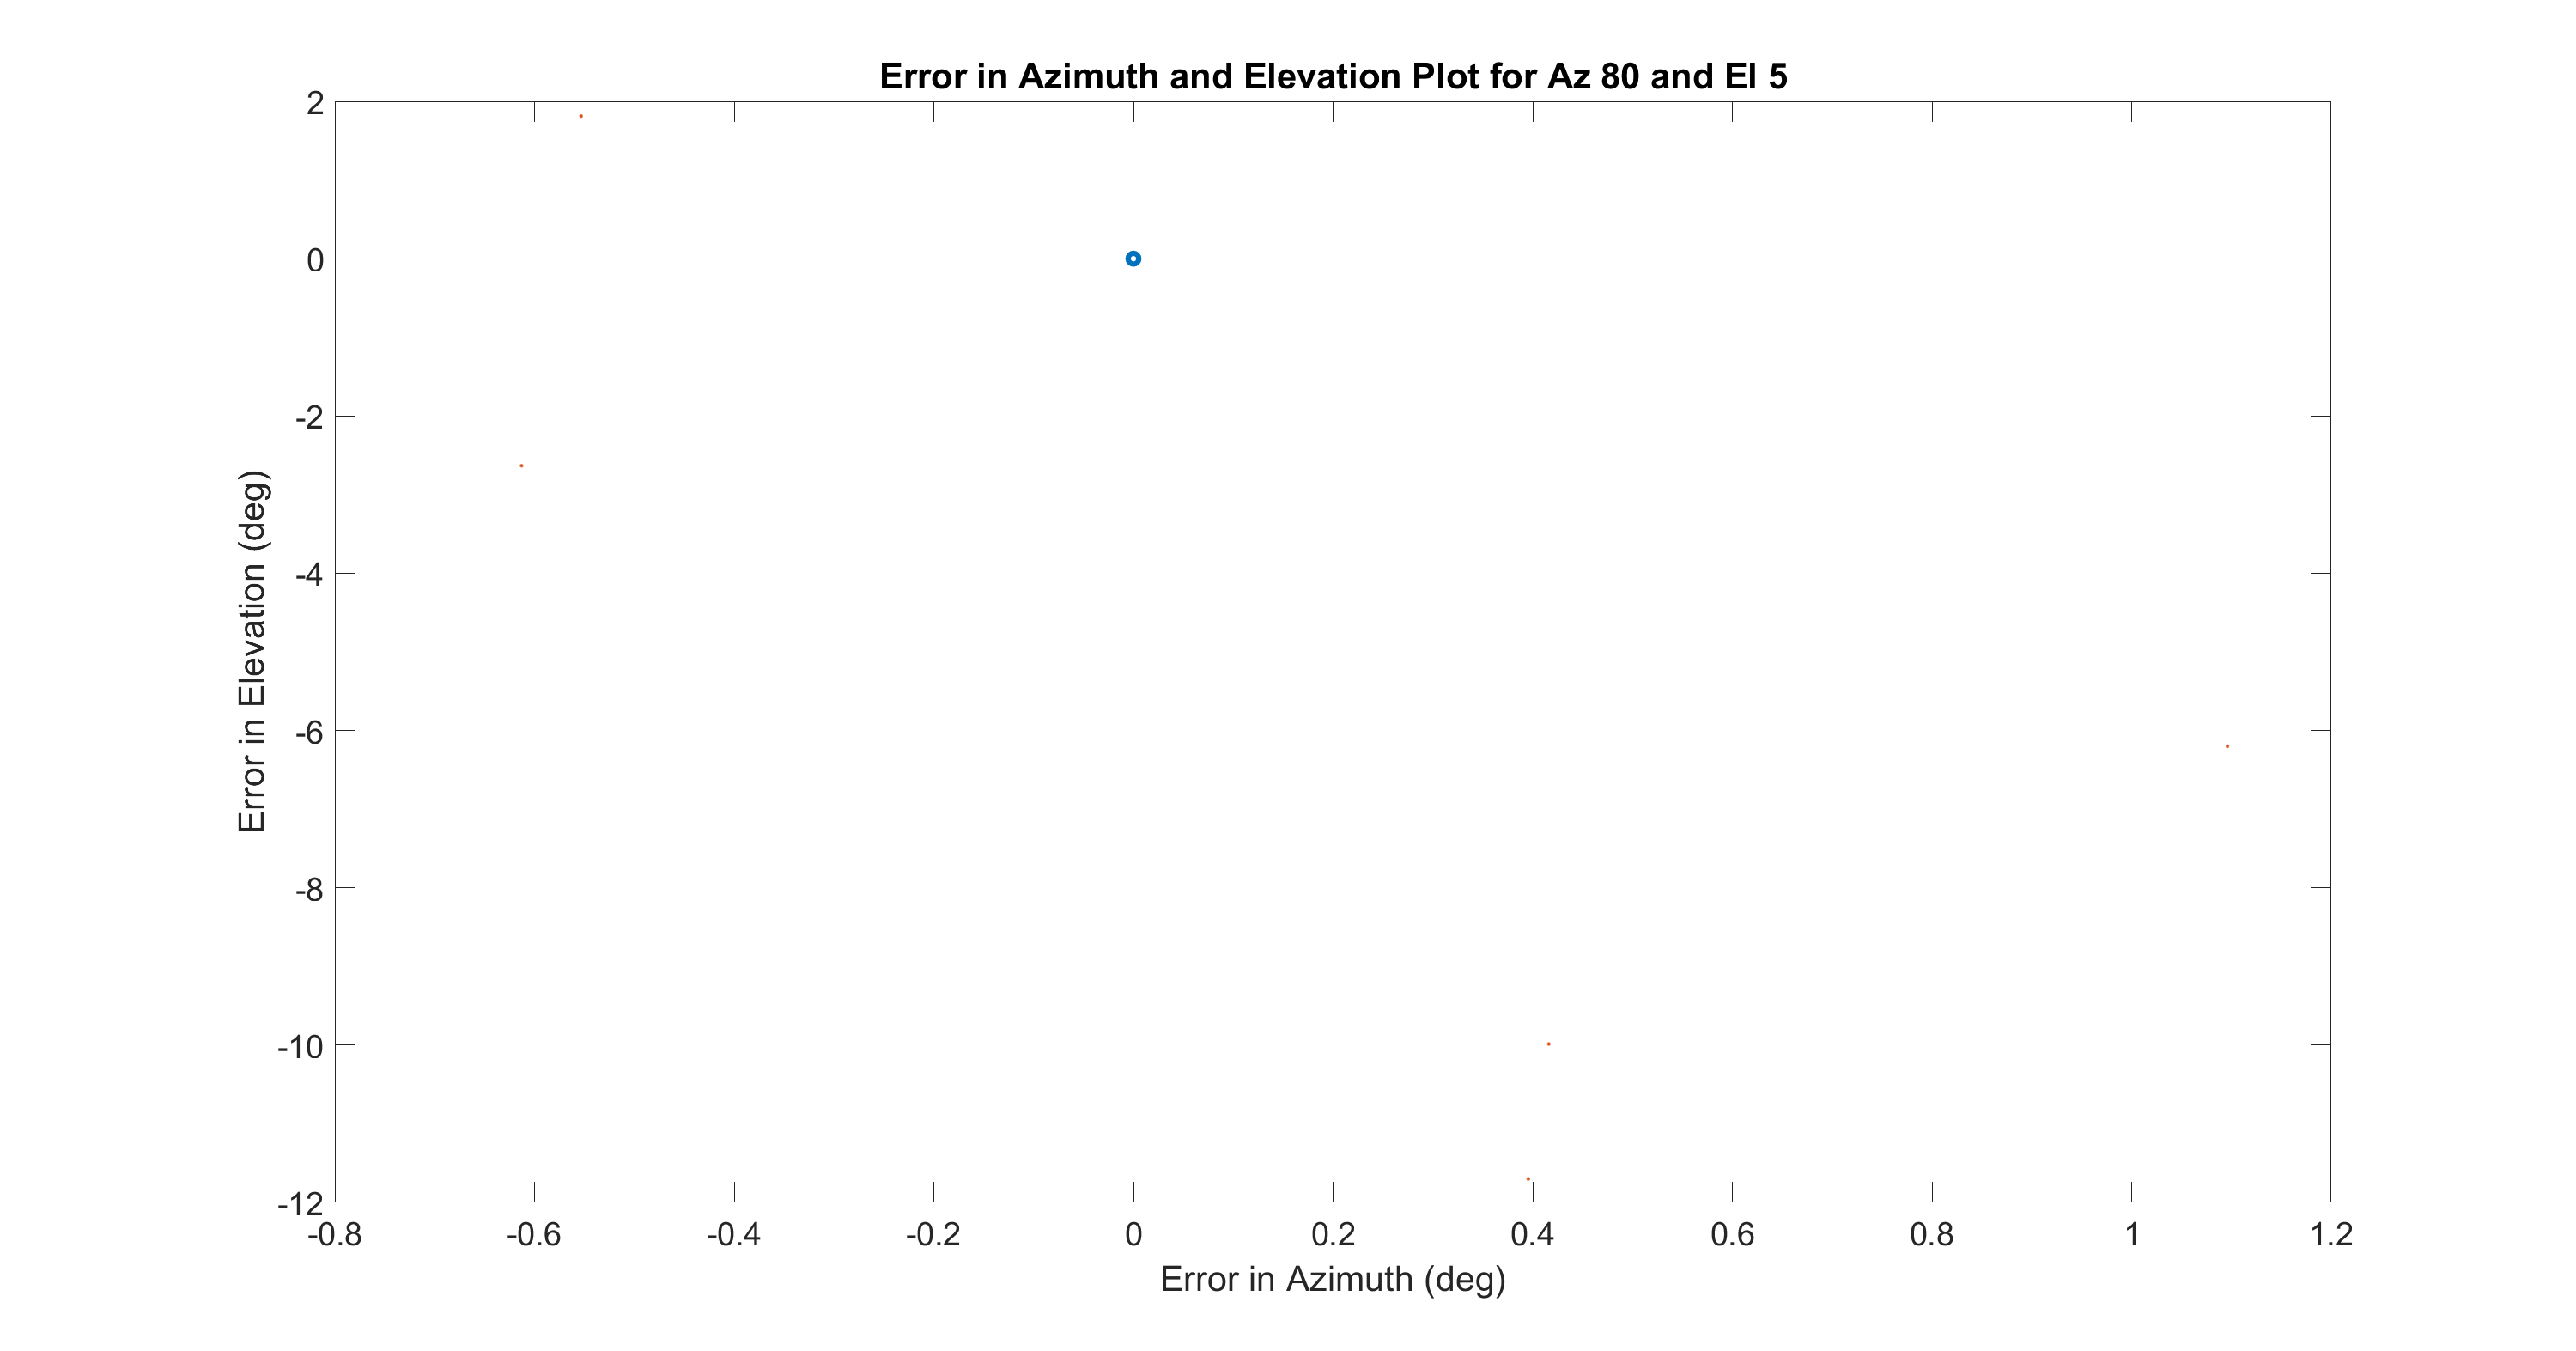 Error in Azimuth and Elevation Plot for Az 80 and El 5
2
0
-2
-4
-6
-8
-10
-12
Error in Elevation (deg)
-0.8 -0.6 -0.4 -0.2 0 0.2 0.4 0.6 0.8 1 1.2
Error in Azimuth (deg)